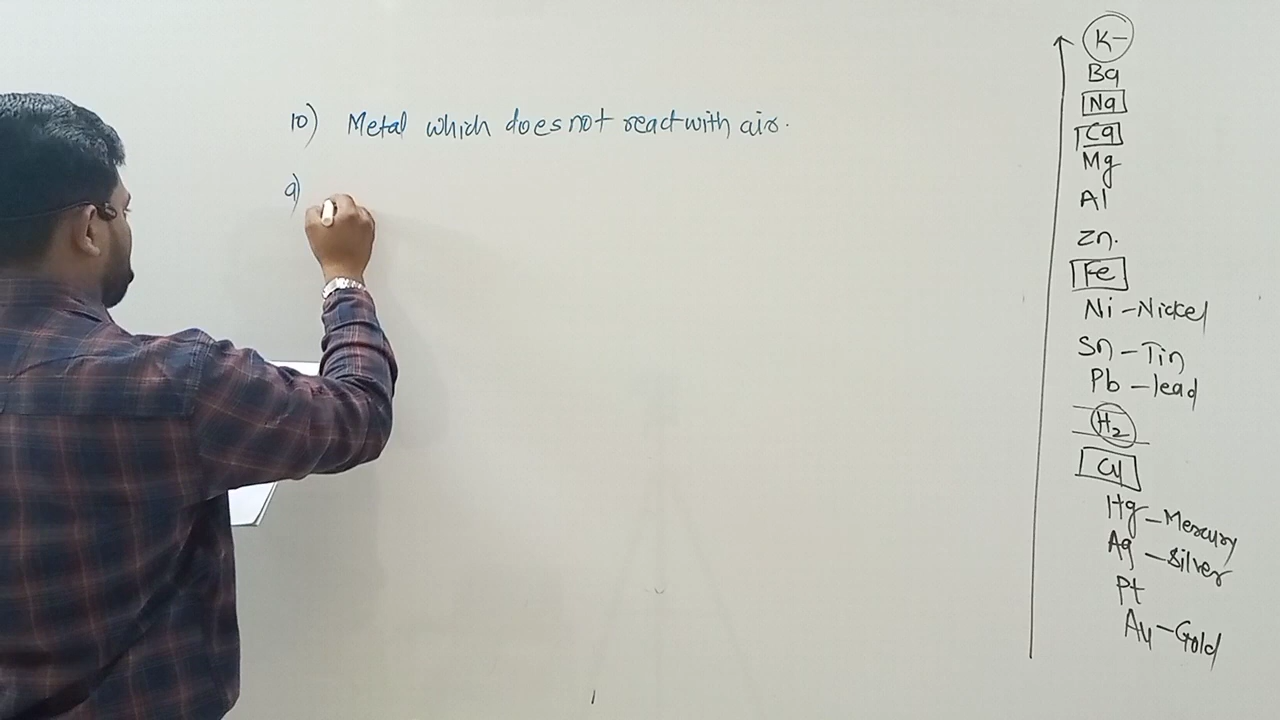 10) Metal which does not react with air.
a)
K-
Ba
Na
Ca
Mg
Al
Zn.
Fe
Ni - Nickel
Sn - Tin
Pb - lead
H2
Cu
Hg - Mercury
Ag - Silver
Pt
Au - Gold